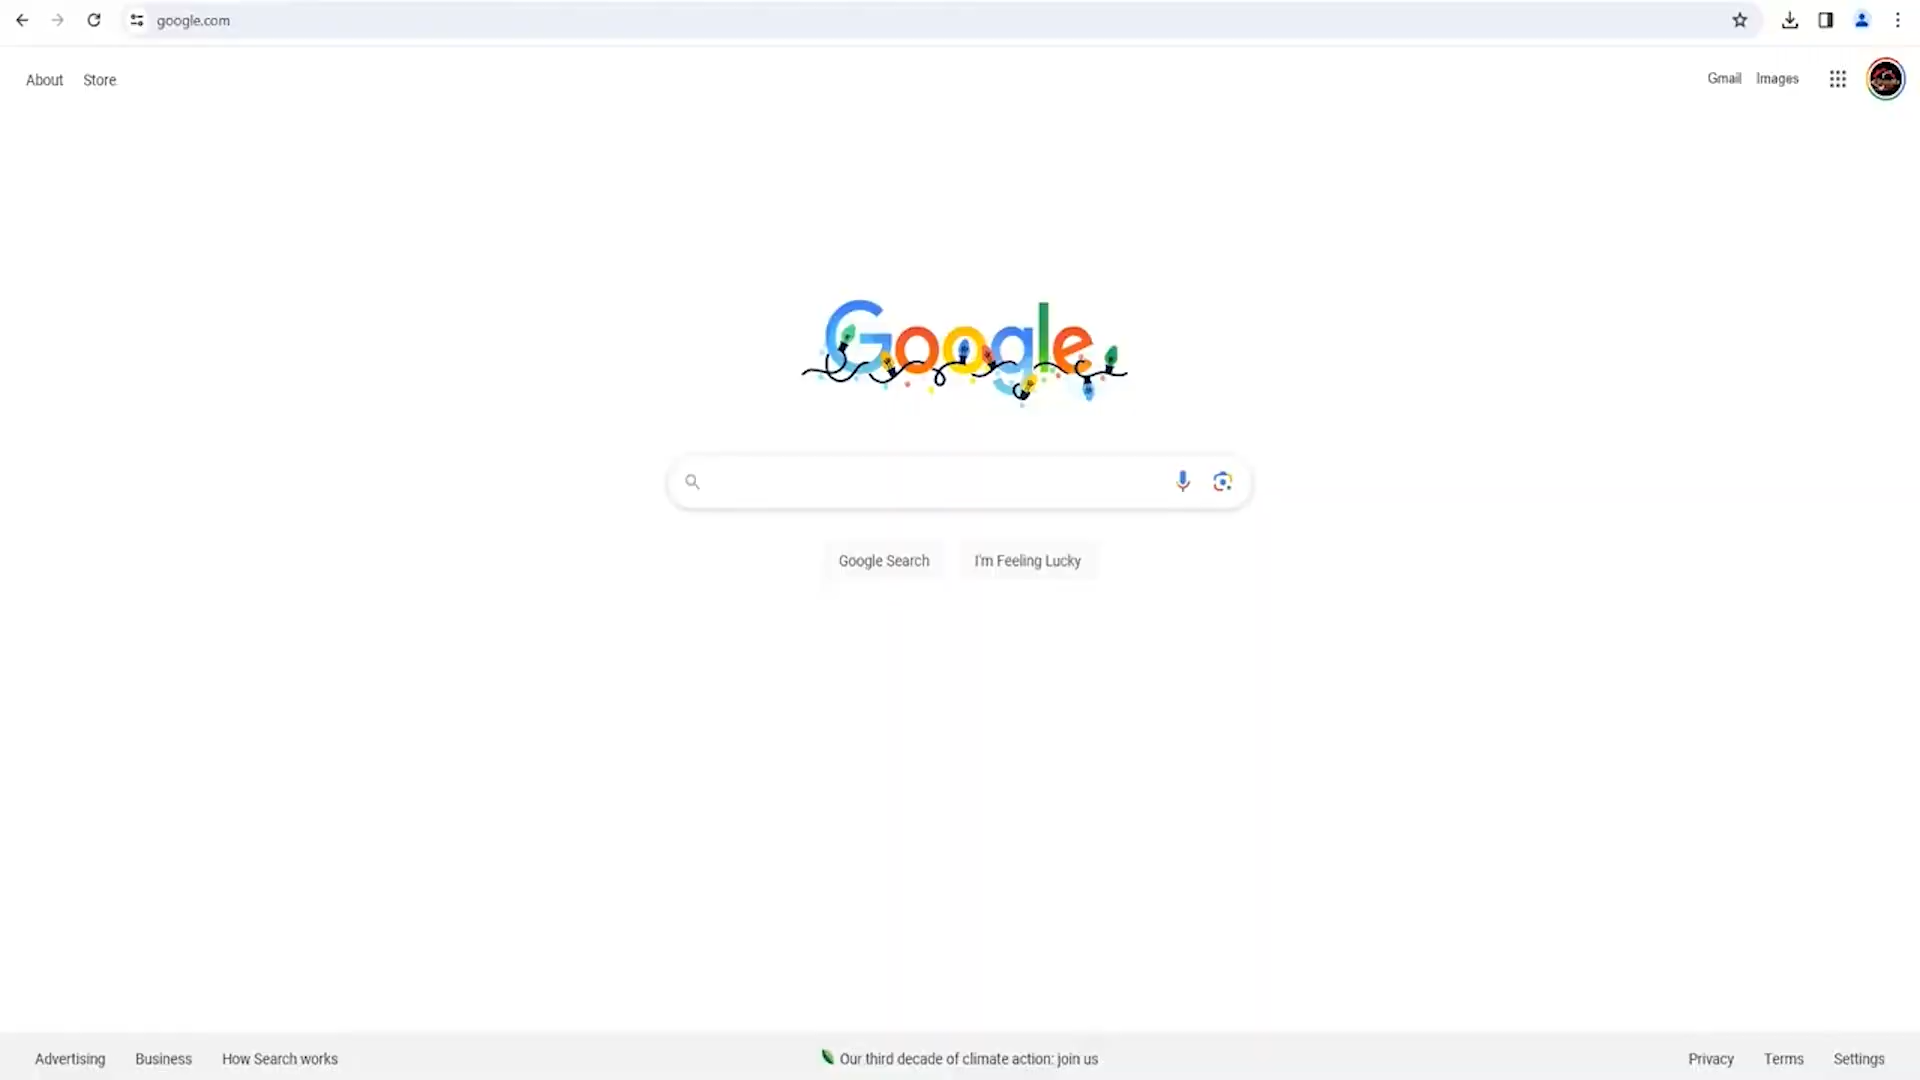 google.com
About Store
Gmail Images
Google
Google Search I'm Feeling Lucky
Advertising Business How Search works
Our third decade of climate action: join us
Privacy Terms Settings